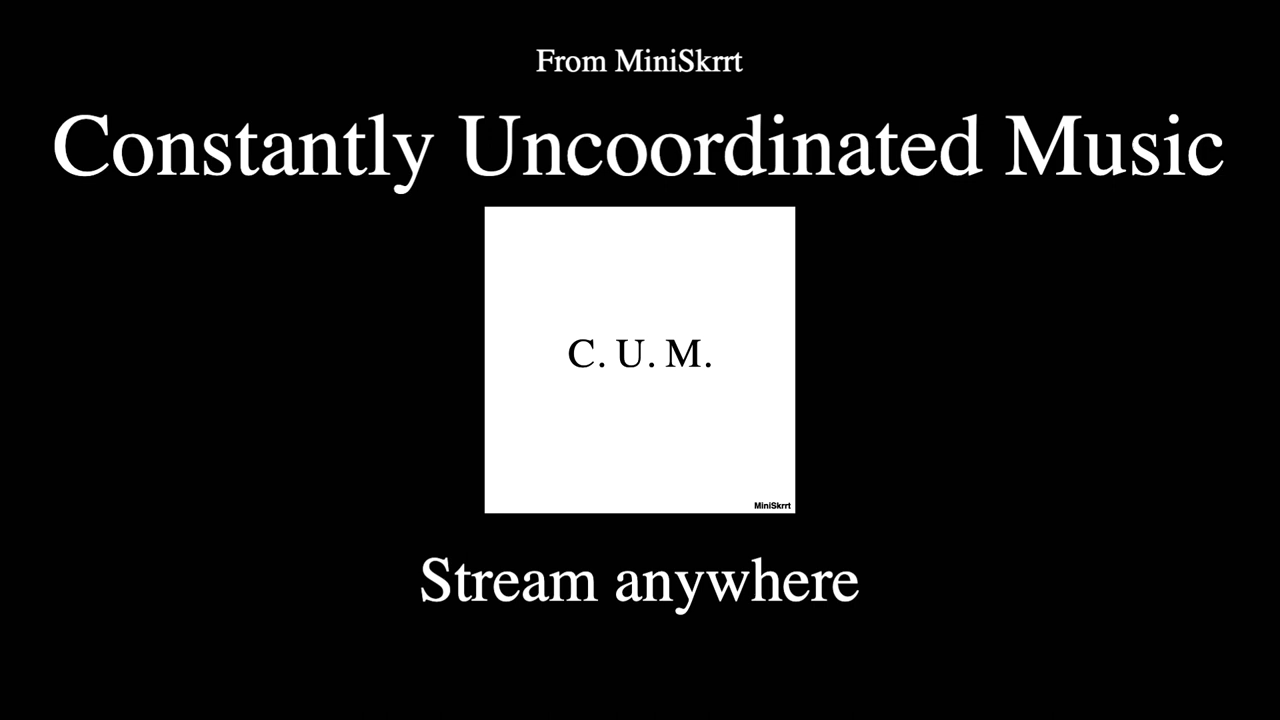 From MiniSkrrt
Constantly Uncoordinated Music
C. U. M.
MiniSkrrt
Stream anywhere